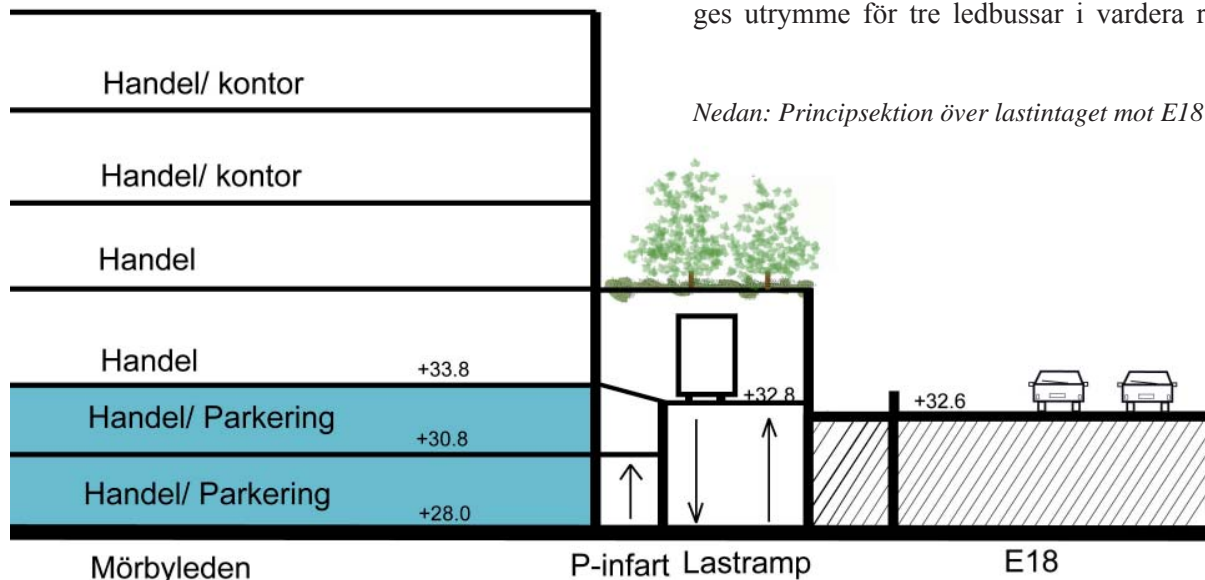 ges utrymme för tre ledbussar i vardera r
Nedan: Principsektion över lastintaget mot E18
Handel/ kontor
Handel/ kontor
Handel
Handel
+33.8
+32.8
+32.6
Handel/ Parkering
+30.8
Handel/ Parkering
+28.0
Mörbyleden
P-infart Lastramp
E18